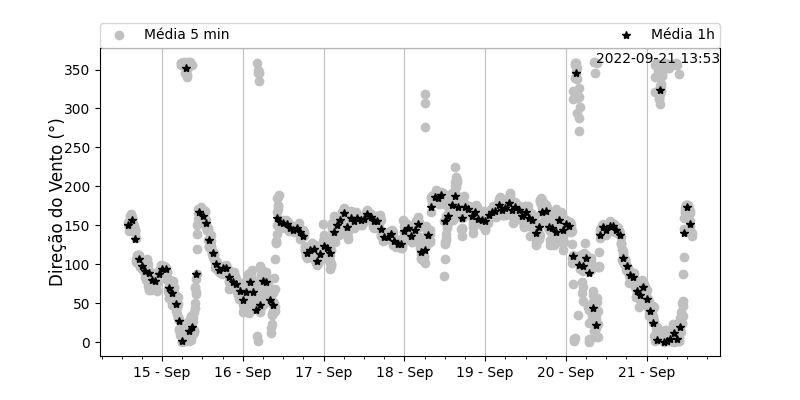 Média 5 min
Média 1h
2022-09-21 13:53
Direção do Vento (°)
350
300
250
200
150
100
50
0
15 - Sep
16 - Sep
17 - Sep
18 - Sep
19 - Sep
20 - Sep
21 - Sep